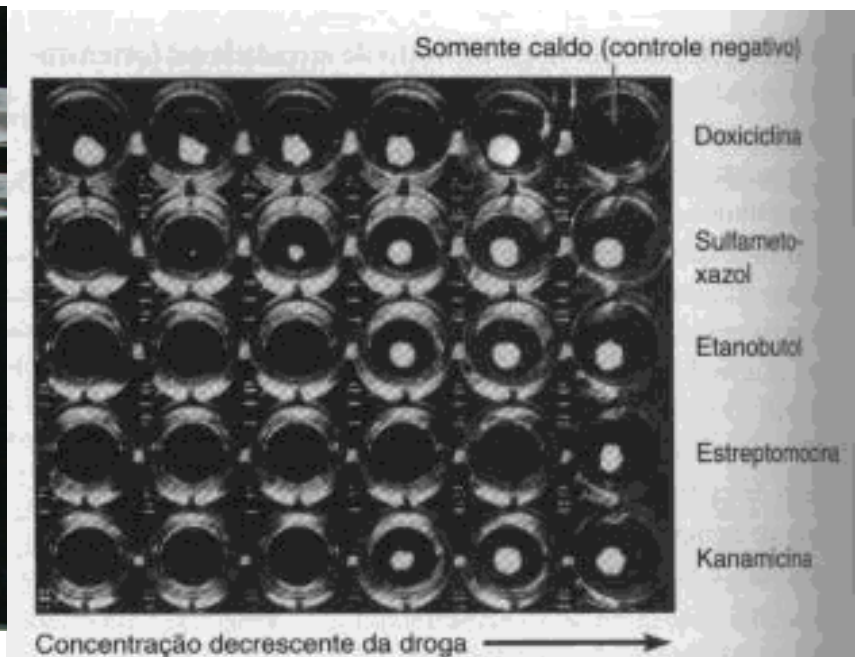 Somente caldo (controle negativo)
Doxiciclina
Sulfameto-
xazol
Etanobutol
Estreptomocina
Kanamicina
Concentração decrescente da droga